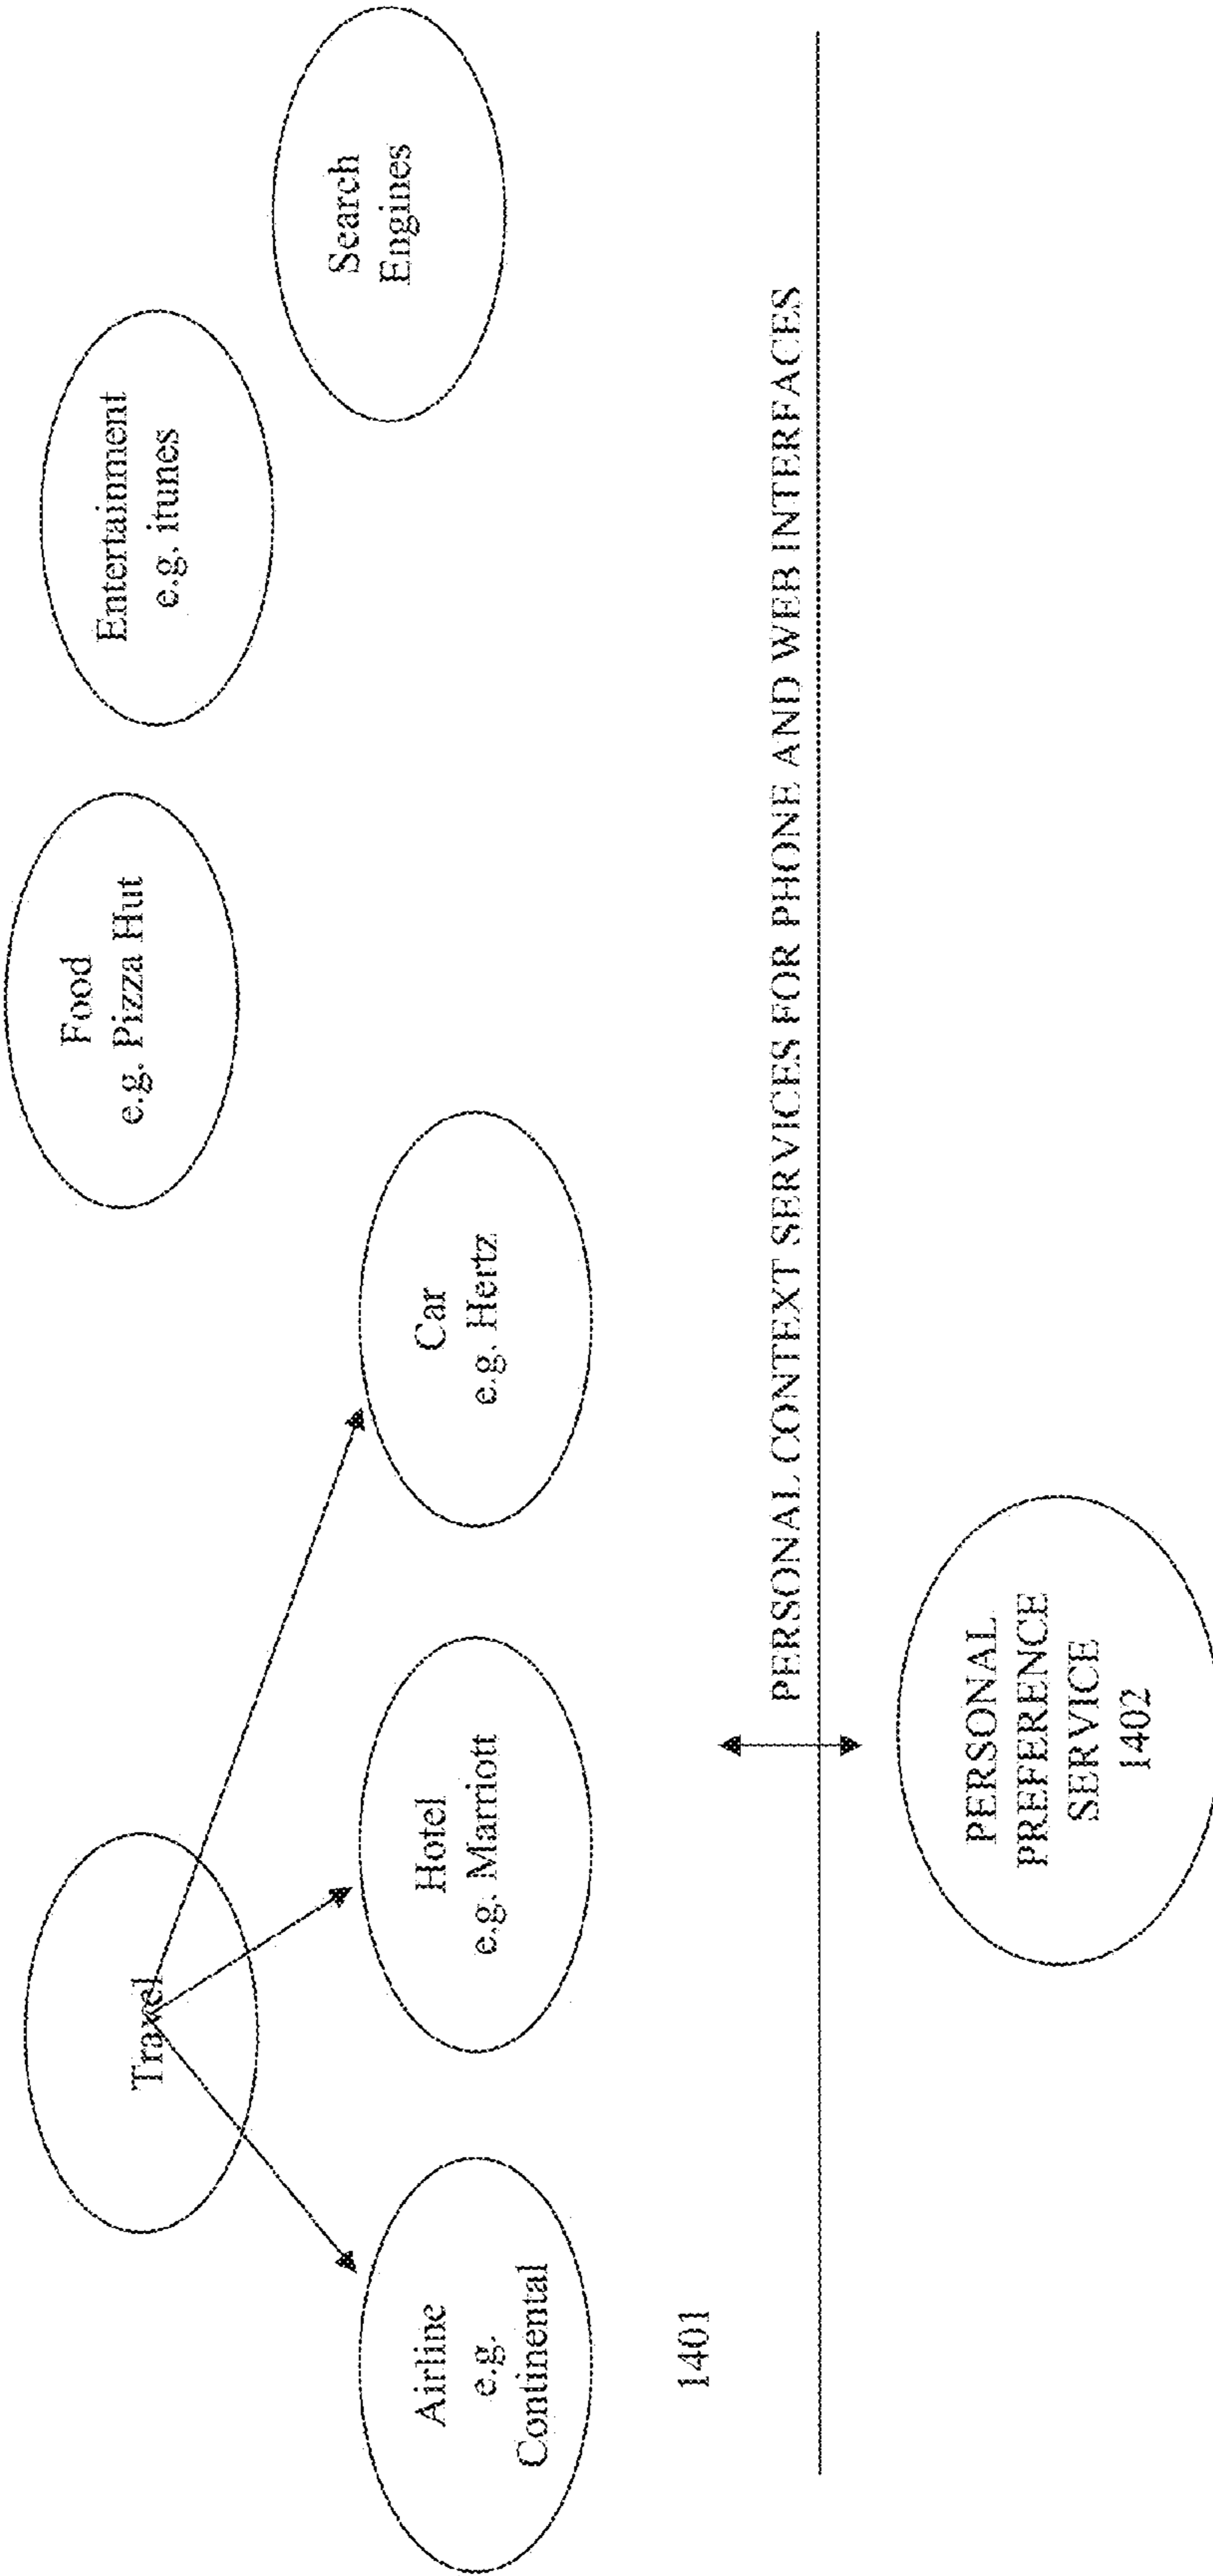 Travel
Food
e.g. Pizza Hut
Entertainment
e.g. itunes
Search
Engines
Airline
e.g.
Continental
Hotel
e.g. Marriott
Car
e.g. Hertz
1401
PERSONAL CONTEXT SERVICES FOR PHONE AND WEB INTERFACES
PERSONAL
PREFERENCE
SERVICE
1402